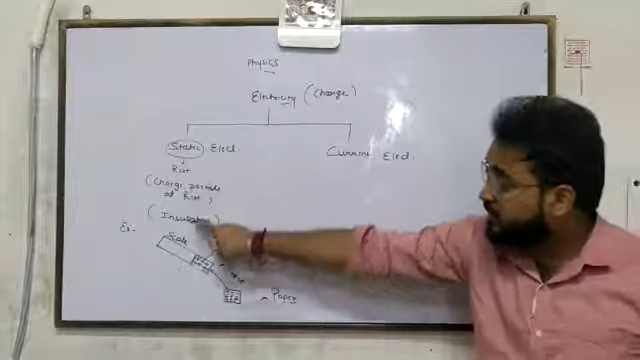 Physics
Electricity (Charge)
Static Elect.
Current Elect.
Rest
(Charge particle
at Rest)
(Insulator)
Ex-
Scale
Paper